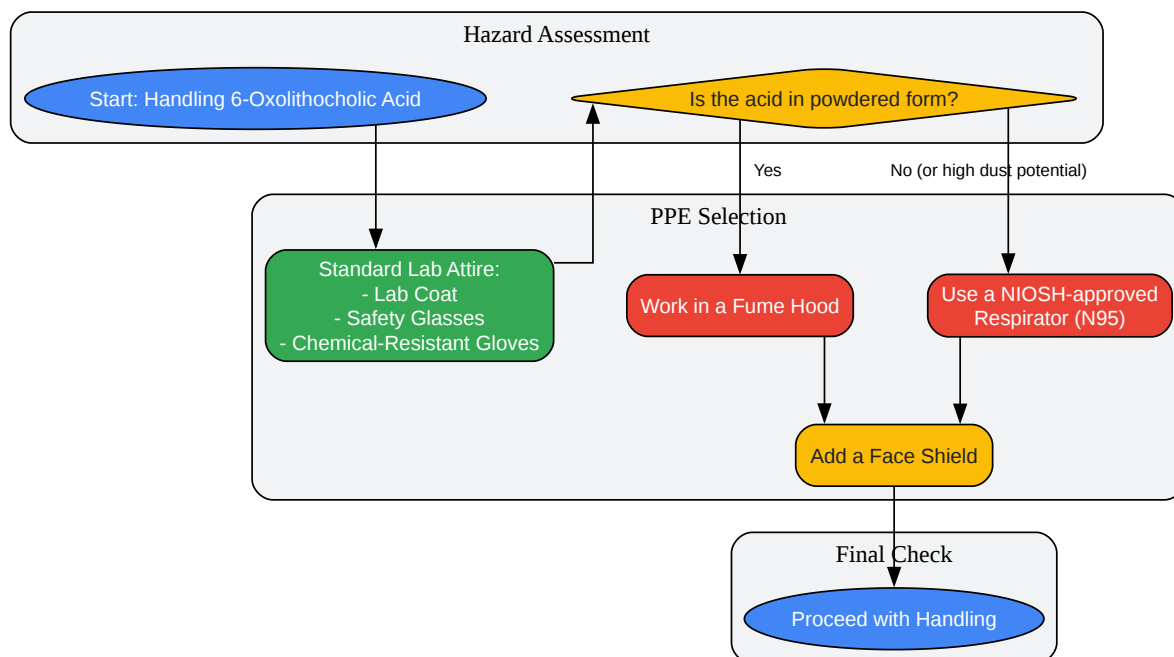 Hazard Assessment
Start: Handling 6-Oxolithocholic Acid
Is the acid in powdered form?
Yes
No (or high dust potential)
PPE Selection
Standard Lab Attire:
- Lab Coat
- Safety Glasses
- Chemical-Resistant Gloves
Work in a Fume Hood
Use a NIOSH-approved
Respirator (N95)
Add a Face Shield
Final Check
Proceed with Handling